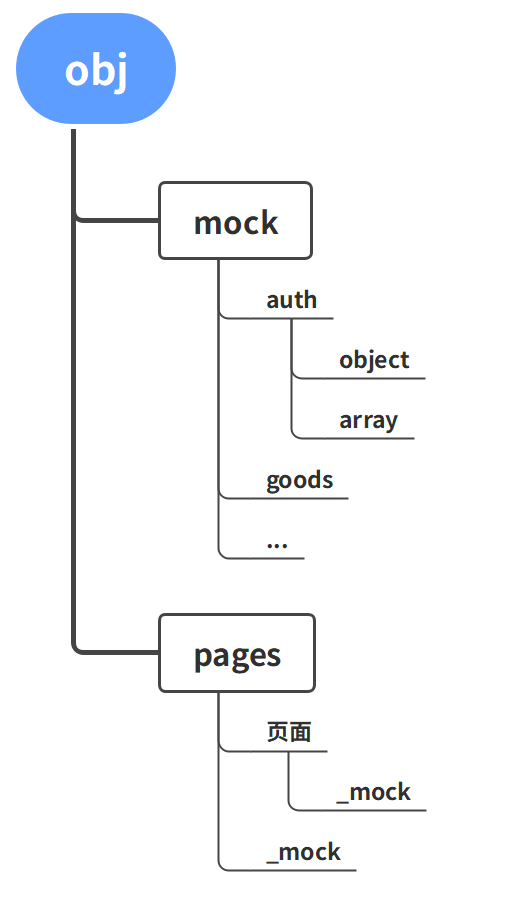 obj
mock
auth
object
array
goods
...
pages
页面
_mock
_mock